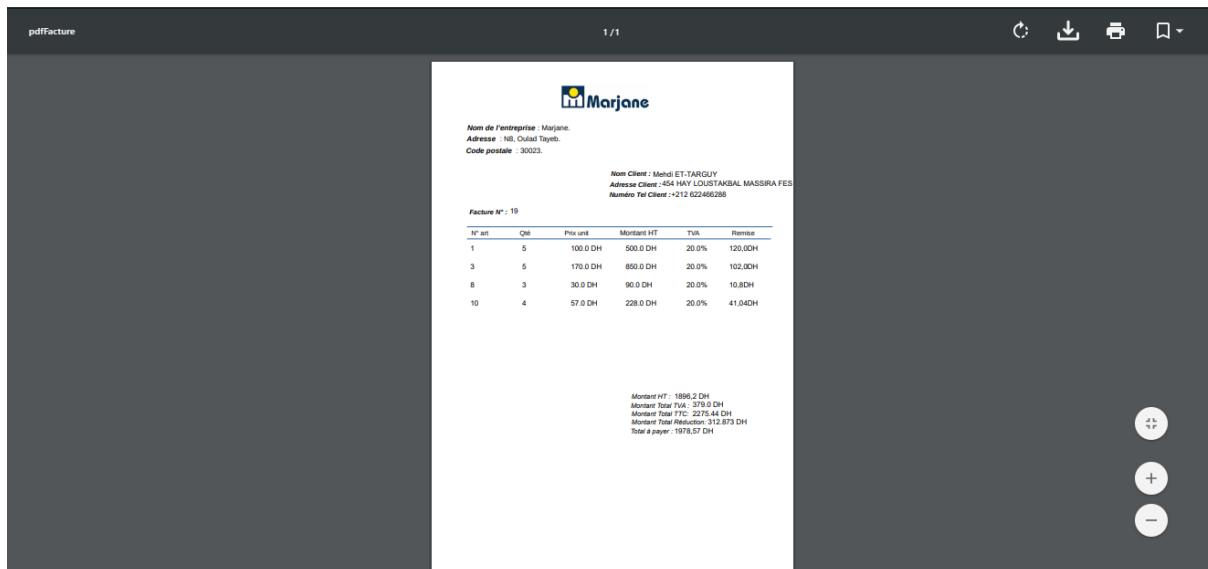 pdfFacture
1 / 1
Marjane
Nom de l'entreprise : Marjane.
Adresse : N8, Oulad Tayeb.
Code postale : 30023.
Nom Client : Mehdi ET-TARGUY
Adresse Client : 454 HAY LOUSTAKBAL MASSIRA FES
Numéro Tel Client : +212 622466288
Facture N° : 19
N° art Qté Prix unit Montant HT TVA Remise
1 5 100.0 DH 500.0 DH 20.0% 120,0DH
3 5 170.0 DH 850.0 DH 20.0% 102,0DH
8 3 30.0 DH 90.0 DH 20.0% 10,8DH
10 4 57.0 DH 228.0 DH 20.0% 41,04DH
Montant HT : 1896,2 DH
Montant Total TVA : 379.0 DH
Montant Total TTC: 2275.44 DH
Montant Total Réduction: 312.873 DH
Total à payer : 1978,57 DH